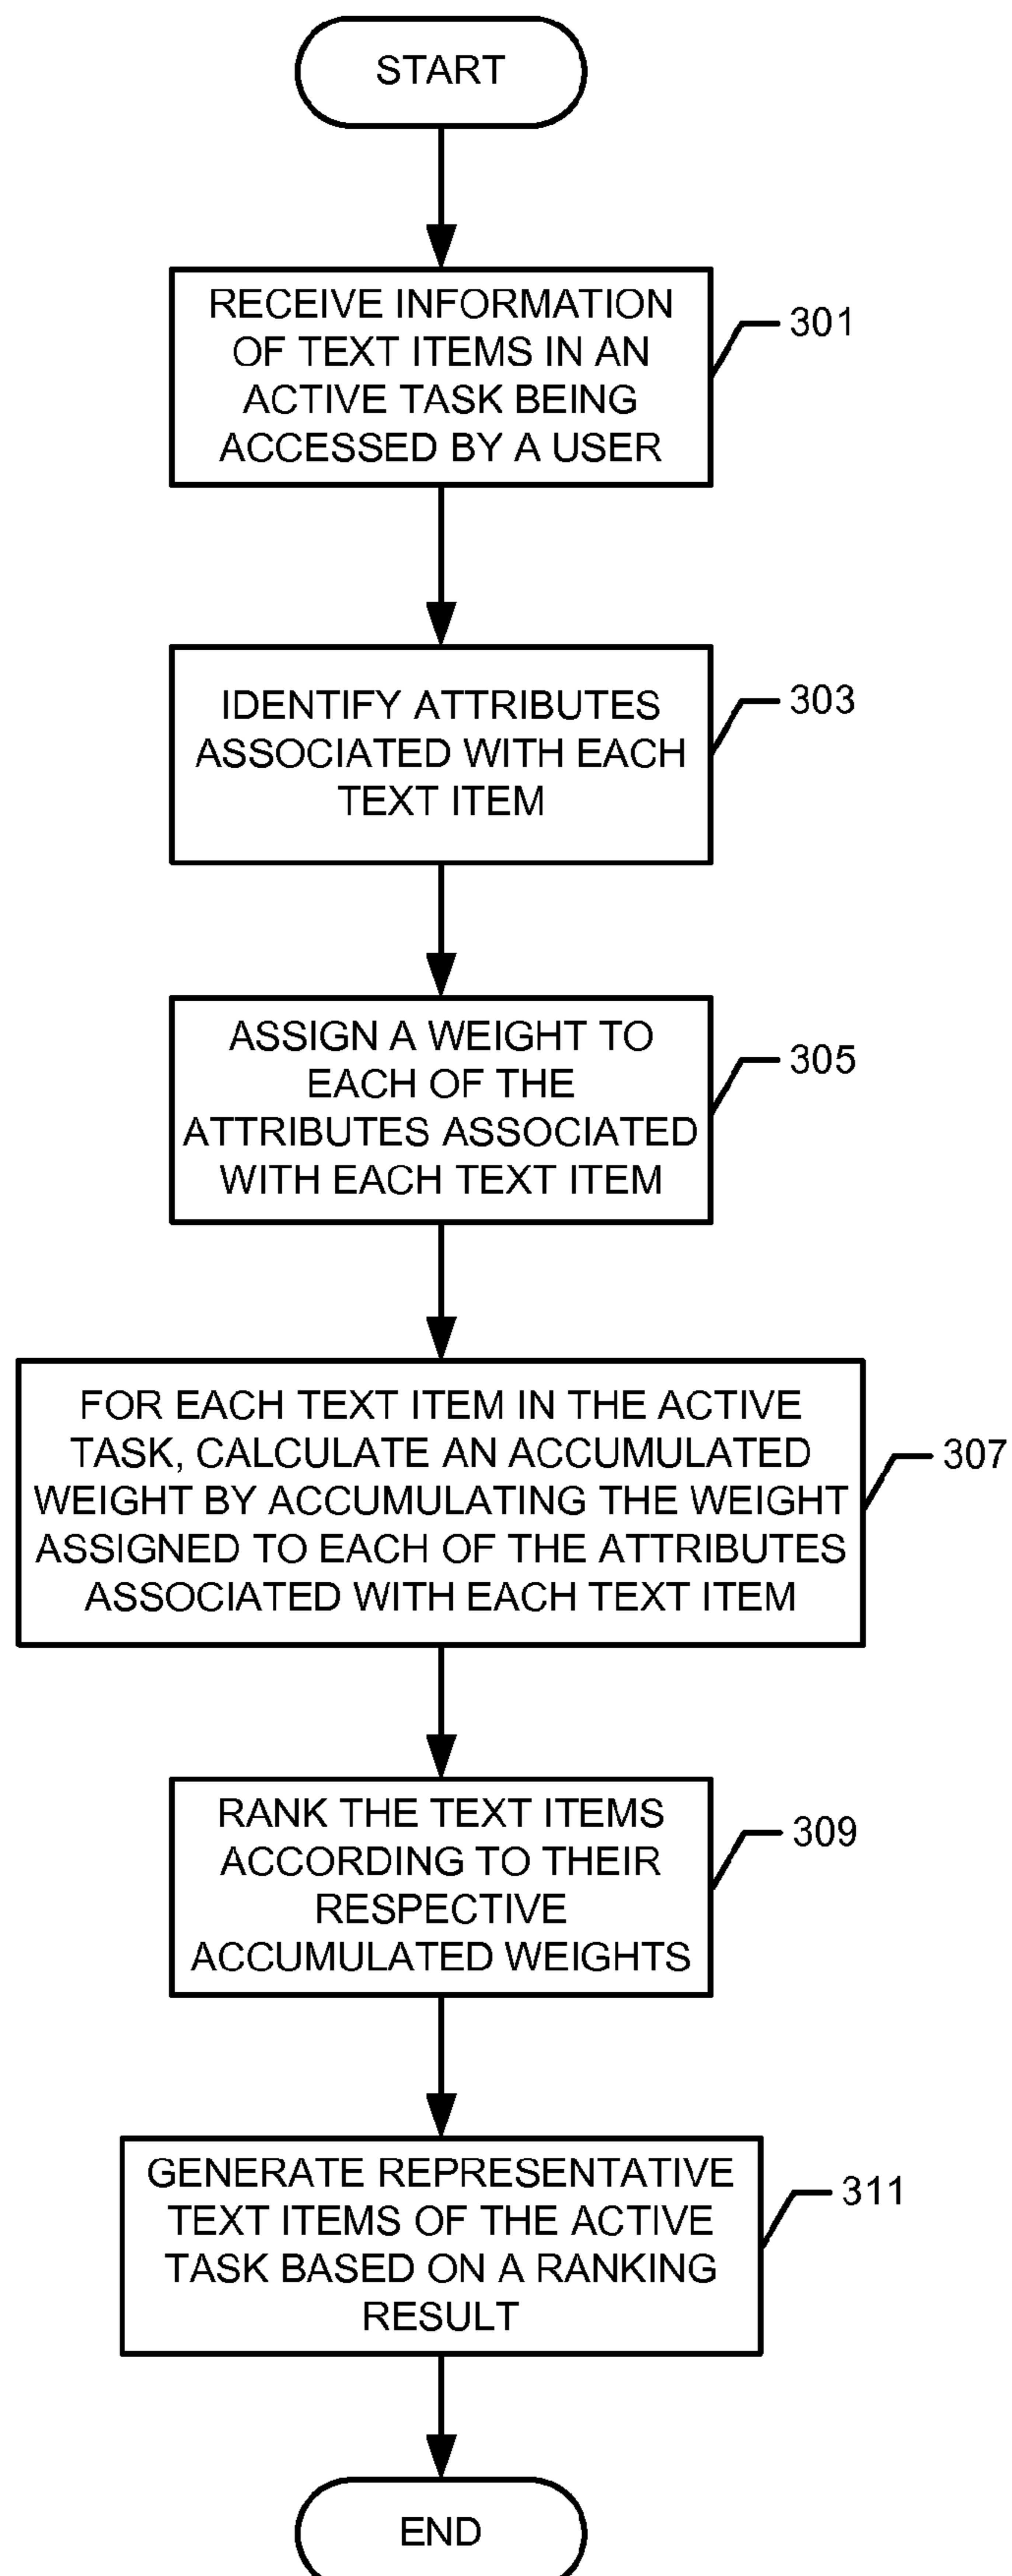 START
RECEIVE INFORMATION
OF TEXT ITEMS IN AN
ACTIVE TASK BEING
ACCESSED BY A USER
301
IDENTIFY ATTRIBUTES
ASSOCIATED WITH EACH
TEXT ITEM
303
ASSIGN A WEIGHT TO
EACH OF THE
ATTRIBUTES ASSOCIATED
WITH EACH TEXT ITEM
305
FOR EACH TEXT ITEM IN THE ACTIVE
TASK, CALCULATE AN ACCUMULATED
WEIGHT BY ACCUMULATING THE WEIGHT
ASSIGNED TO EACH OF THE ATTRIBUTES
ASSOCIATED WITH EACH TEXT ITEM
307
RANK THE TEXT ITEMS
ACCORDING TO THEIR
RESPECTIVE
ACCUMULATED WEIGHTS
309
GENERATE REPRESENTATIVE
TEXT ITEMS OF THE ACTIVE
TASK BASED ON A RANKING
RESULT
311
END